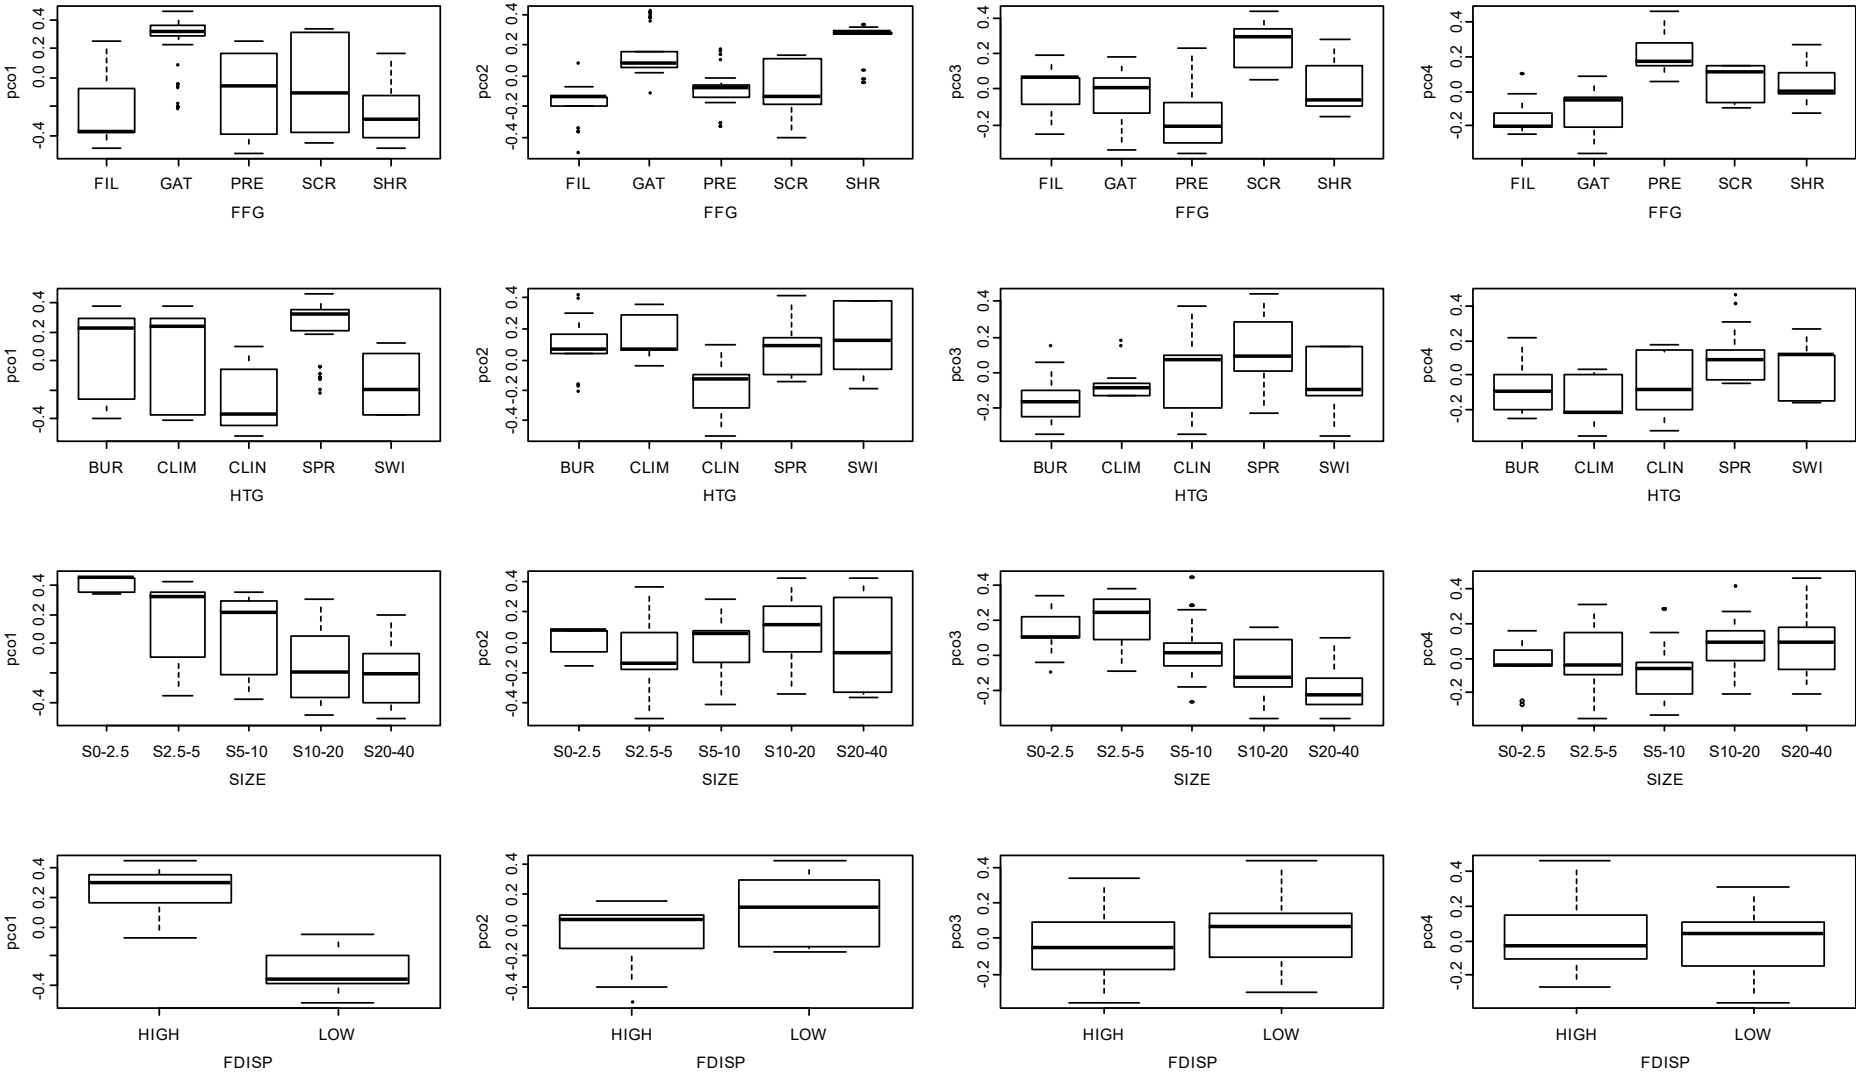 pco1
-0.4 0.0 0.2 0.4
FIL GAT PRE SCR SHR
FFG
pco2
-0.4 -0.2 0.0 0.2 0.4
FIL GAT PRE SCR SHR
FFG
pco3
-0.2 0.0 0.2 0.4
FIL GAT PRE SCR SHR
FFG
pco4
-0.2 0.0 0.2 0.4
FIL GAT PRE SCR SHR
FFG
pco1
-0.4 0.0 0.2 0.4
BUR CLIM CLIN SPR SWI
HTG
pco2
-0.4 -0.2 0.0 0.2 0.4
BUR CLIM CLIN SPR SWI
HTG
pco3
-0.2 0.0 0.2 0.4
BUR CLIM CLIN SPR SWI
HTG
pco4
-0.2 0.0 0.2 0.4
BUR CLIM CLIN SPR SWI
HTG
pco1
-0.4 0.0 0.2 0.4
S0-2.5 S2.5-5 S5-10 S10-20 S20-40
SIZE
pco2
-0.4 -0.2 0.0 0.2 0.4
S0-2.5 S2.5-5 S5-10 S10-20 S20-40
SIZE
pco3
-0.2 0.0 0.2 0.4
S0-2.5 S2.5-5 S5-10 S10-20 S20-40
SIZE
pco4
-0.2 0.0 0.2 0.4
S0-2.5 S2.5-5 S5-10 S10-20 S20-40
SIZE
pco1
-0.4 0.0 0.2 0.4
HIGH LOW
FDISP
pco2
-0.4 -0.2 0.0 0.2 0.4
HIGH LOW
FDISP
pco3
-0.2 0.0 0.2 0.4
HIGH LOW
FDISP
pco4
-0.2 0.0 0.2 0.4
HIGH LOW
FDISP